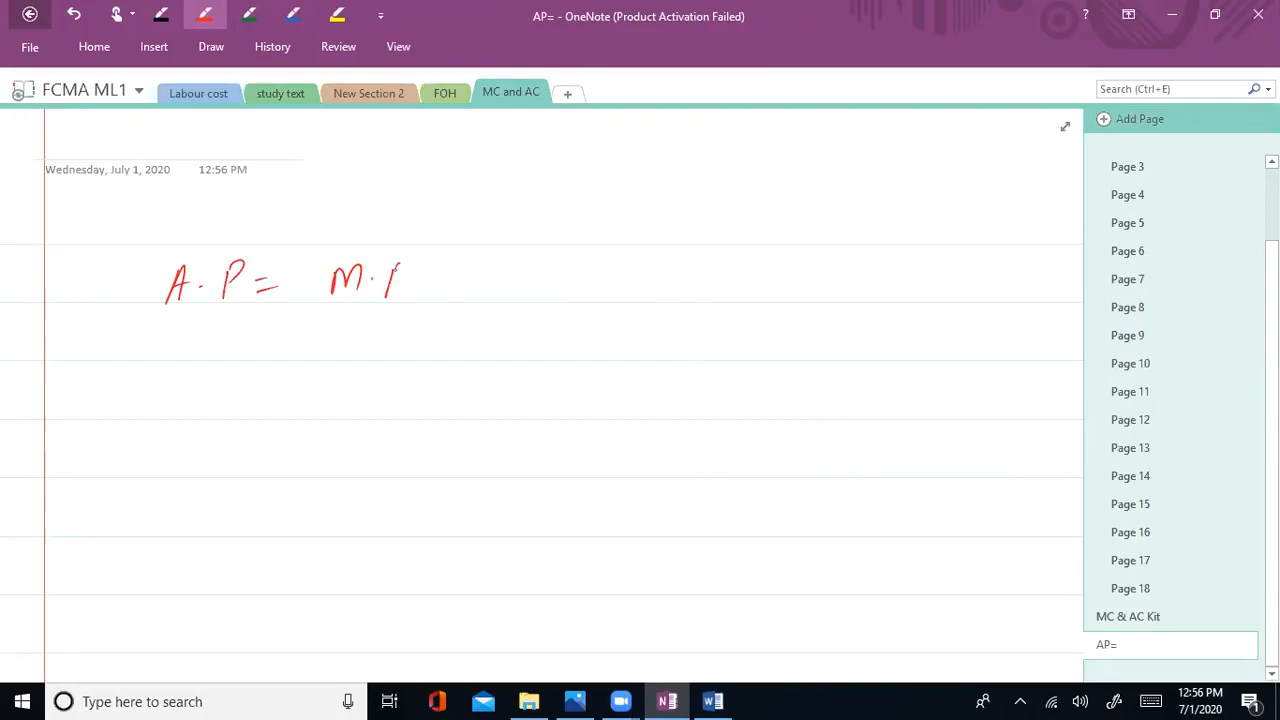 AP= - OneNote (Product Activation Failed)
?
File Home Insert Draw History Review View
FCMA ML1 Labour cost study text New Section 2 FOH MC and AC +
Search (Ctrl+E)
Add Page
Wednesday, July 1, 2020 12:56 PM
A.P= M.
Page 3
Page 4
Page 5
Page 6
Page 7
Page 8
Page 9
Page 10
Page 11
Page 12
Page 13
Page 14
Page 15
Page 16
Page 17
Page 18
MC & AC Kit
AP=
Type here to search
12:56 PM
7/1/2020